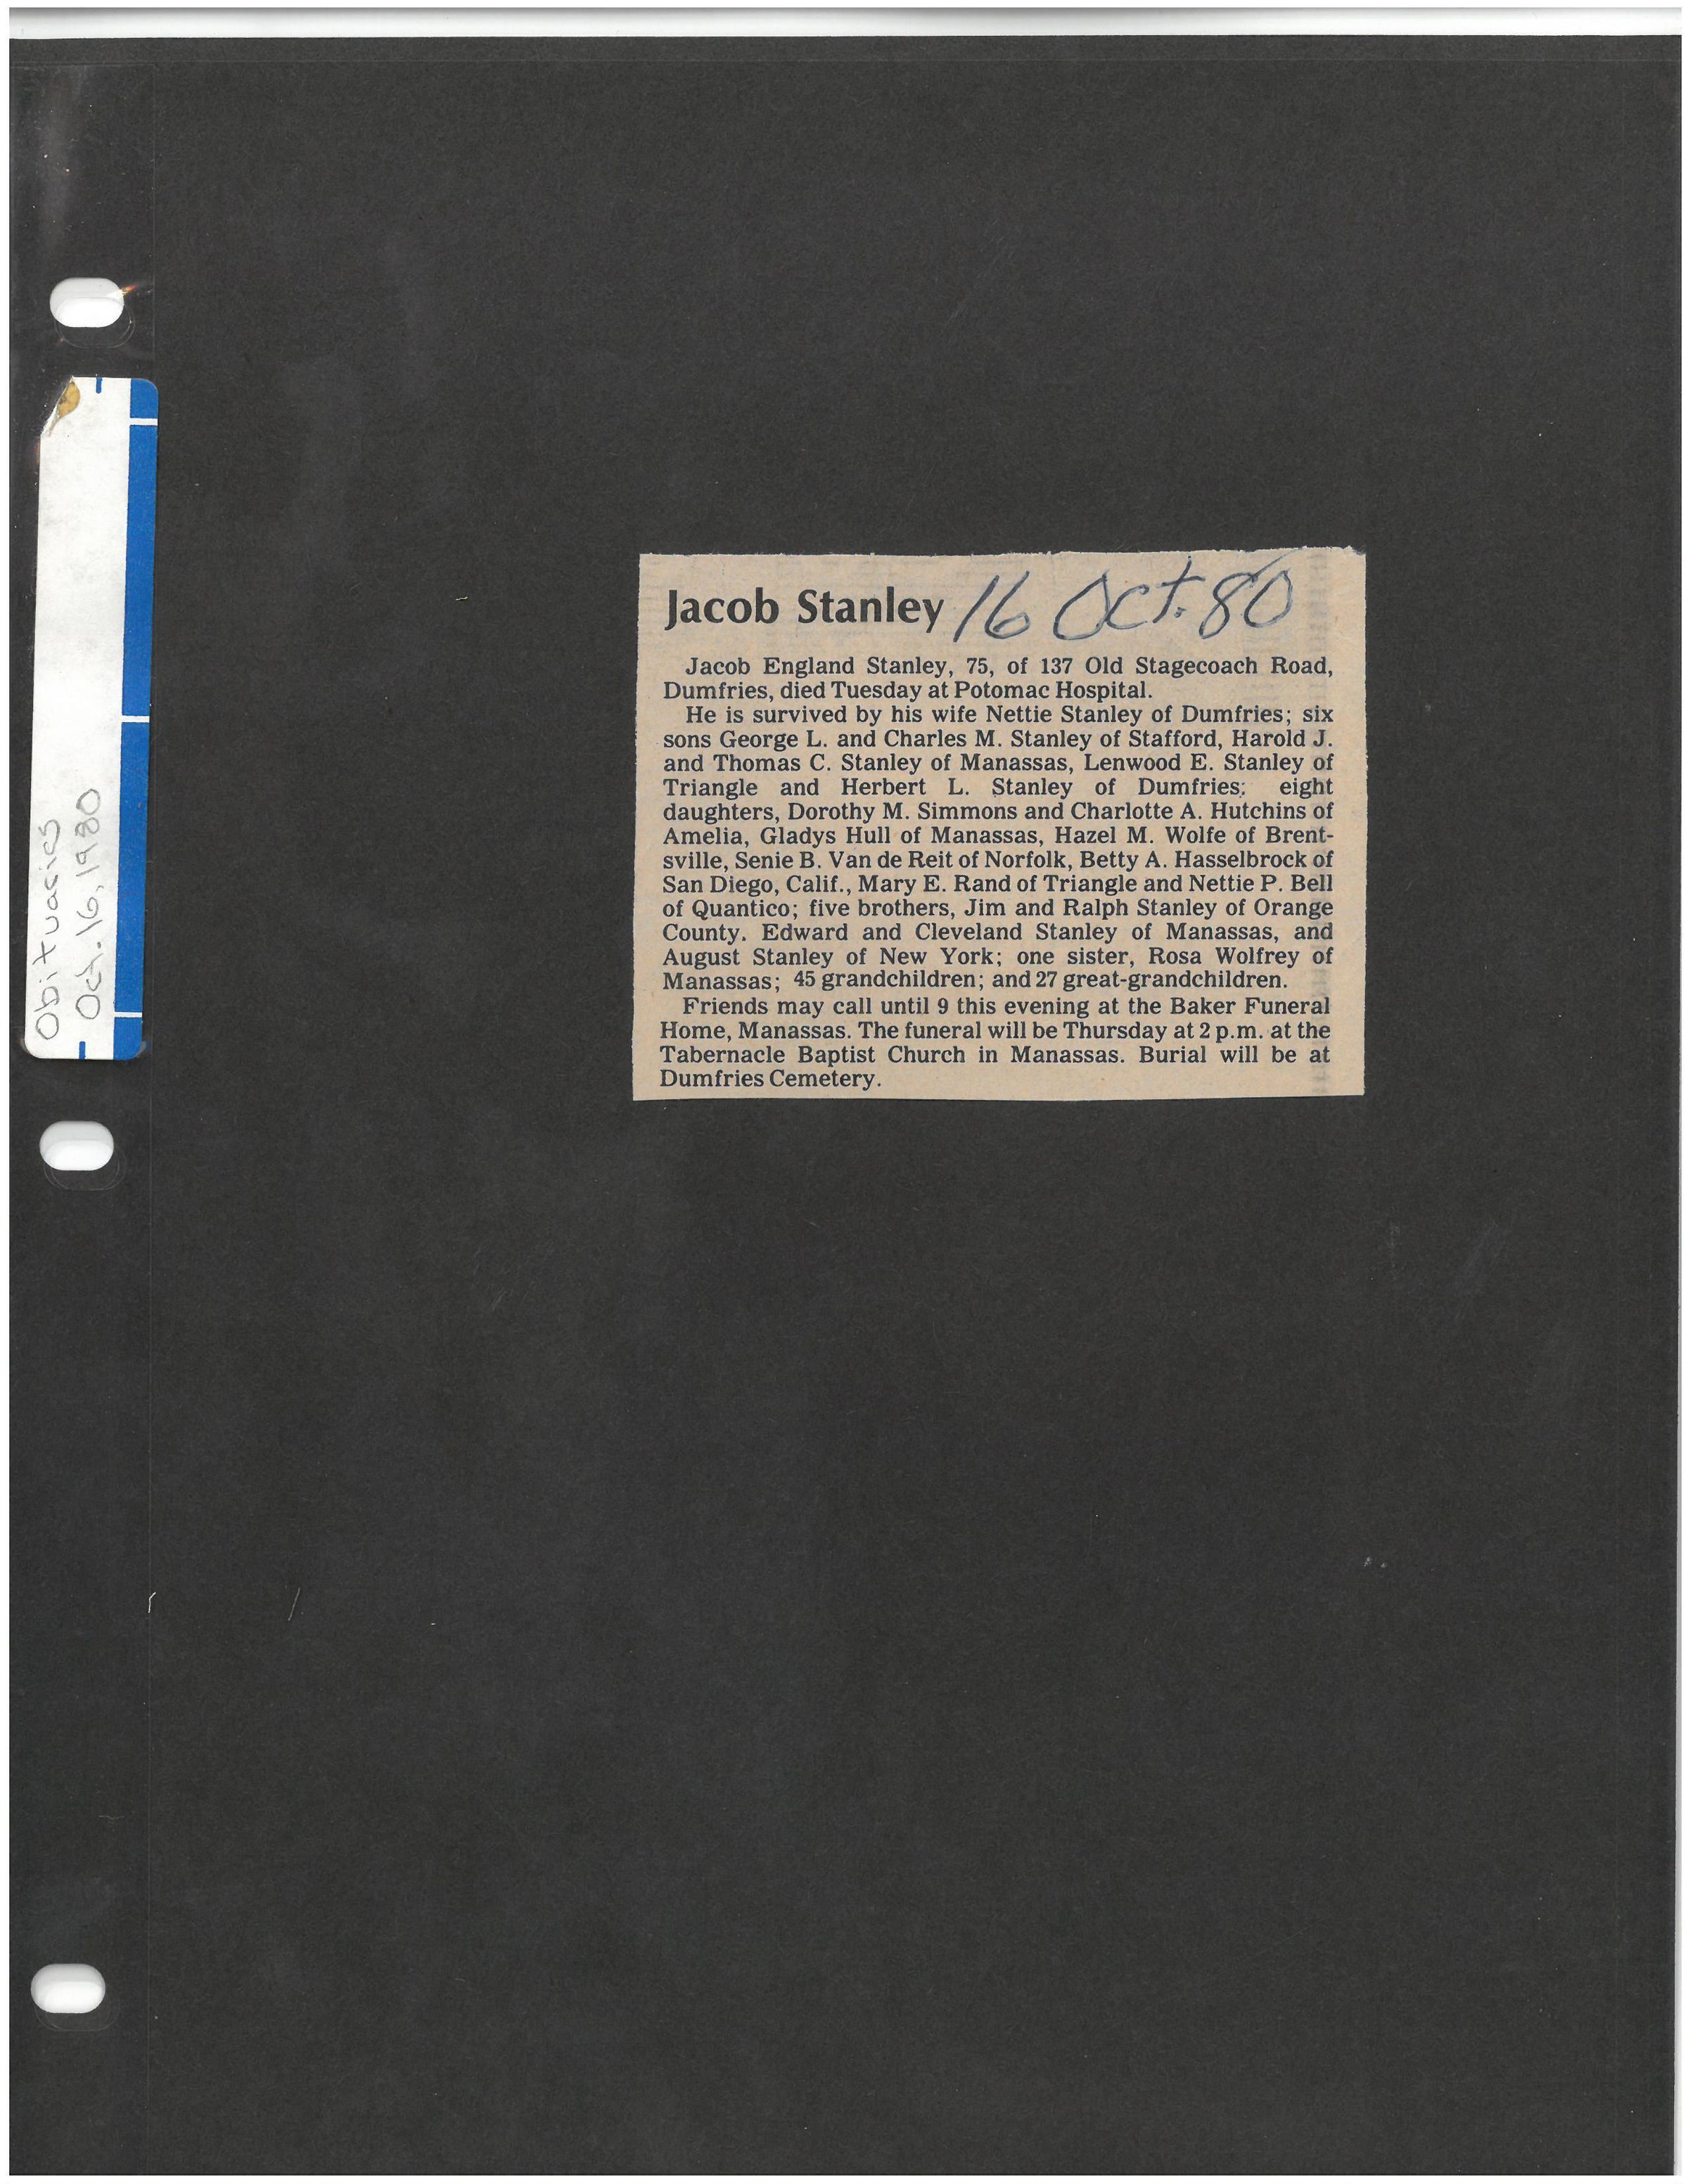 Obituaries
Oct. 16, 1980
Jacob Stanley 16 Oct. 80
Jacob England Stanley, 75, of 137 Old Stagecoach Road,
Dumfries, died Tuesday at Potomac Hospital.
He is survived by his wife Nettie Stanley of Dumfries; six
sons George L. and Charles M. Stanley of Stafford, Harold J.
and Thomas C. Stanley of Manassas, Lenwood E. Stanley of
Triangle and Herbert L. Stanley of Dumfries; eight
daughters, Dorothy M. Simmons and Charlotte A. Hutchins of
Amelia, Gladys Hull of Manassas, Hazel M. Wolfe of Brent-
sville, Senie B. Van de Reit of Norfolk, Betty A. Hasselbrock of
San Diego, Calif., Mary E. Rand of Triangle and Nettie P. Bell
of Quantico; five brothers, Jim and Ralph Stanley of Orange
County. Edward and Cleveland Stanley of Manassas, and
August Stanley of New York; one sister, Rosa Wolfrey of
Manassas; 45 grandchildren; and 27 great-grandchildren.
Friends may call until 9 this evening at the Baker Funeral
Home, Manassas. The funeral will be Thursday at 2 p.m. at the
Tabernacle Baptist Church in Manassas. Burial will be at
Dumfries Cemetery.